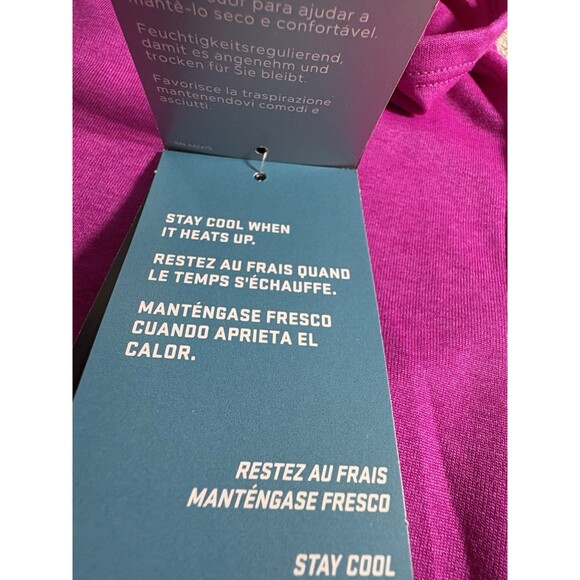 para ajudar a
mantê-lo seco e confortável.
Feuchtigkeitsregulierend,
damit es angenehm und
trocken für Sie bleibt.
Favorisce la traspirazione
mantenendovi comodi e
asciutti
STAY COOL WHEN
IT HEATS UP.
RESTEZ AU FRAIS QUAND
LE TEMPS S'ÉCHAUFFE.
MANTÉNGASE FRESCO
CUANDO APRIETA EL
CALOR.
RESTEZ AU FRAIS
MANTÉNGASE FRESCO
STAY COOL